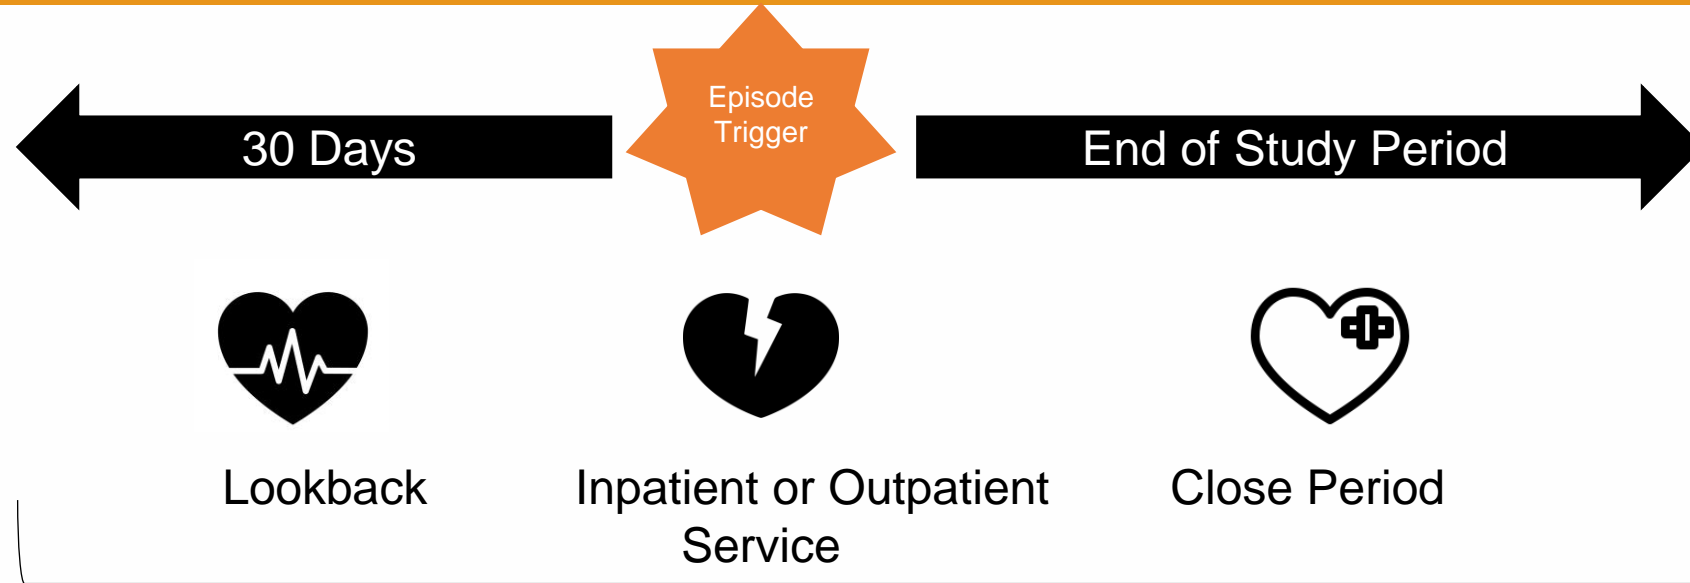 Episode
Trigger
30 Days
End of Study Period
Lookback
Inpatient or Outpatient
Service
Close Period